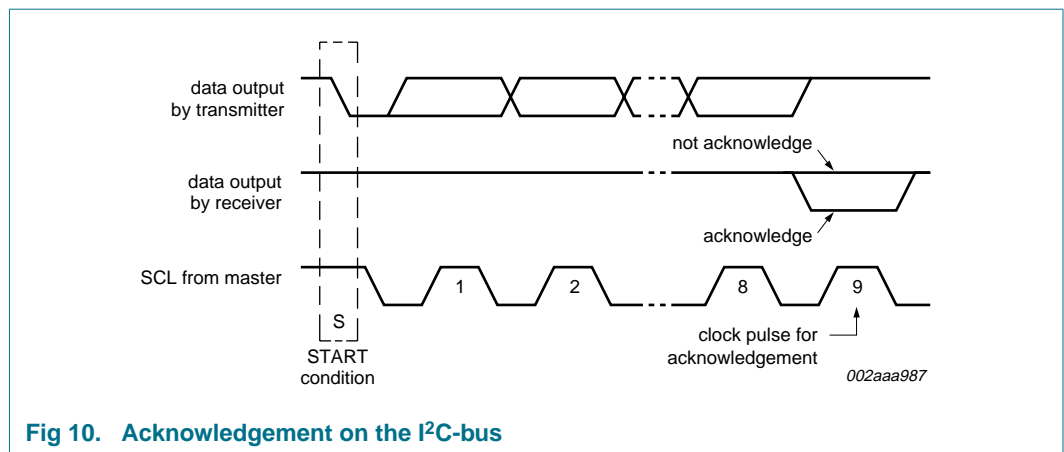 data output
by transmitter
not acknowledge
data output
by receiver
acknowledge
SCL from master
1
2
8
9
S
START
condition
clock pulse for
acknowledgement
002aaa987
Fig 10. Acknowledgement on the I²C-bus